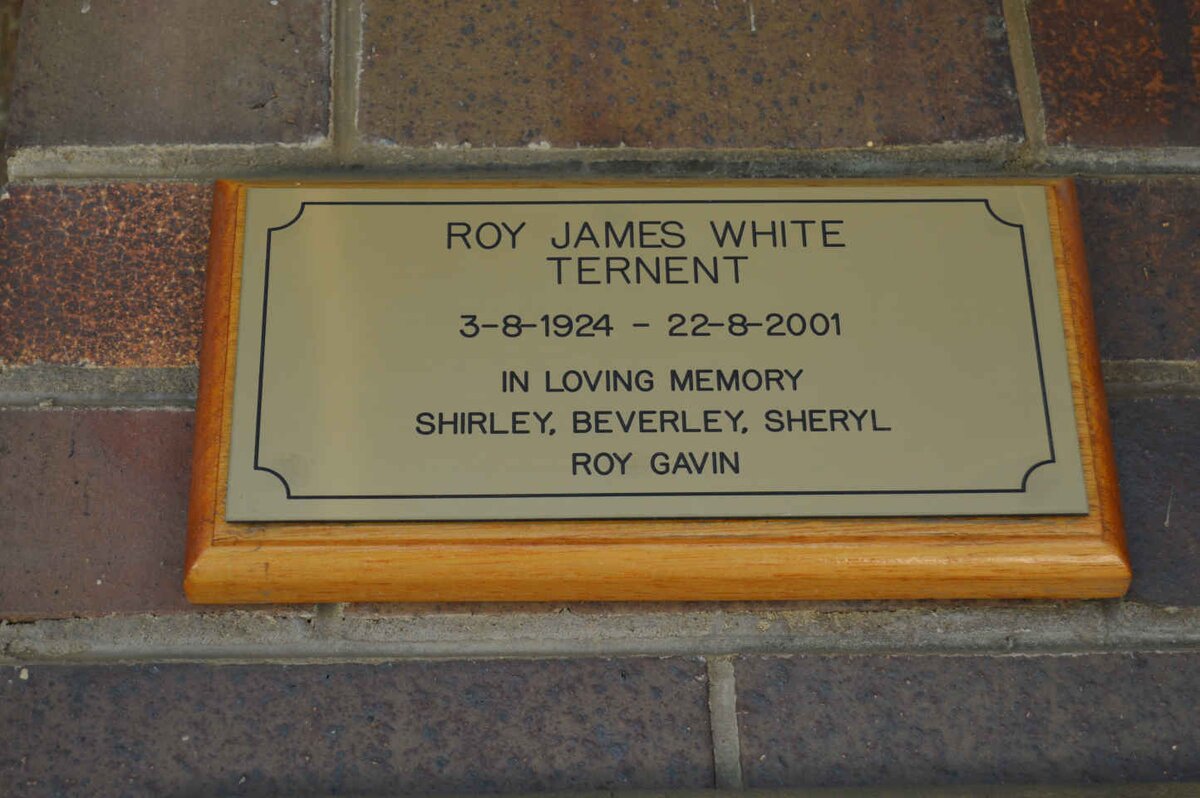 ROY JAMES WHITE
TERNENT
3-8-1924 - 22-8-2001
IN LOVING MEMORY
SHIRLEY, BEVERLEY, SHERYL
ROY GAVIN